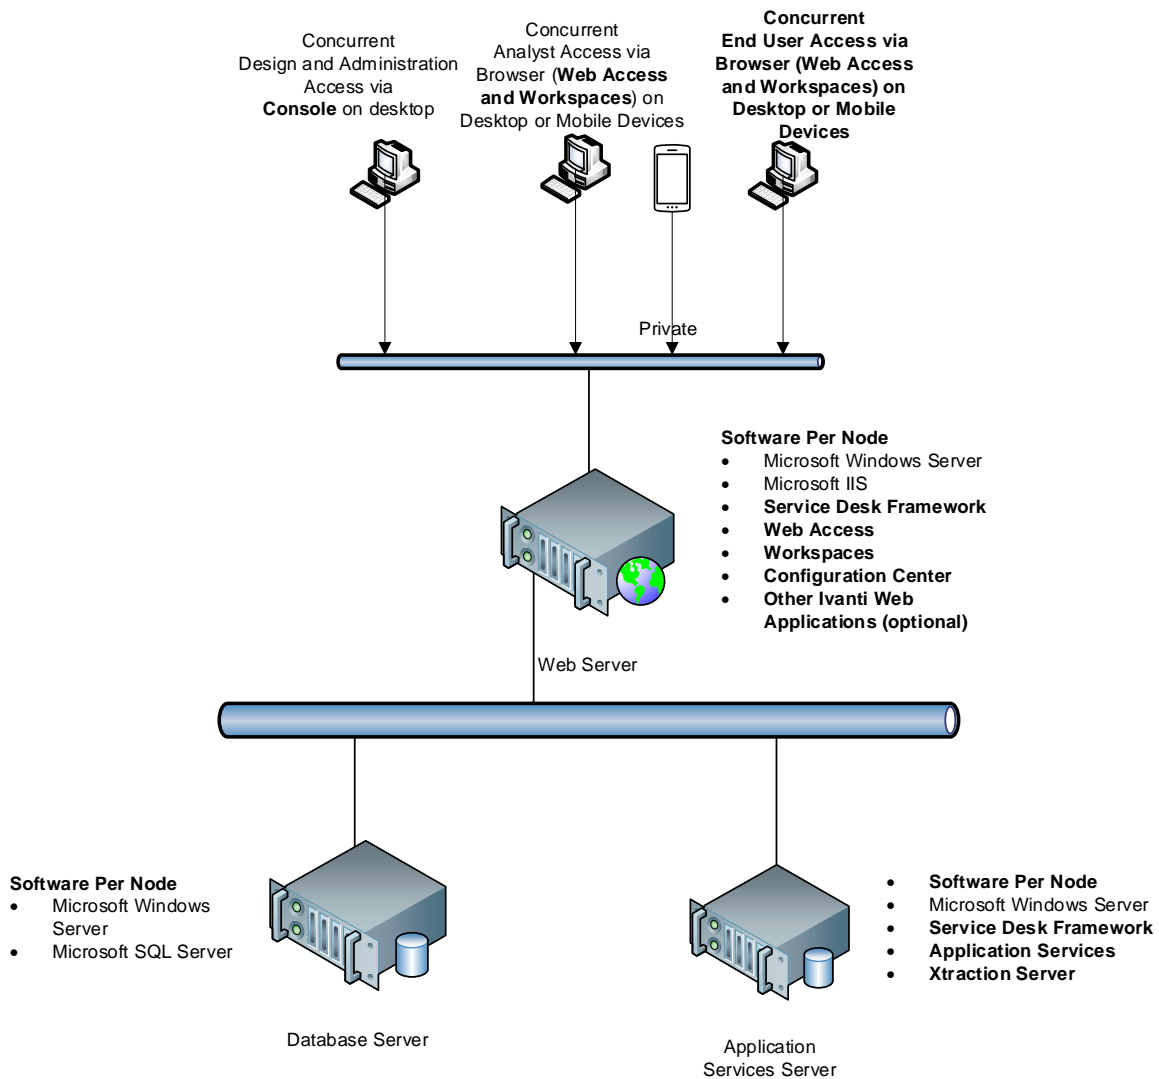 Concurrent
Design and Administration
Access via
Console on desktop
Concurrent
Analyst Access via
Browser (Web Access
and Workspaces) on
Desktop or Mobile Devices
Concurrent
End User Access via
Browser (Web Access
and Workspaces) on
Desktop or Mobile
Devices
Private
Software Per Node
• Microsoft Windows Server
• Microsoft IIS
• Service Desk Framework
• Web Access
• Workspaces
• Configuration Center
• Other Ivanti Web
Applications (optional)
Web Server
Software Per Node
• Microsoft Windows
Server
• Microsoft SQL Server
Database Server
• Software Per Node
• Microsoft Windows Server
• Service Desk Framework
• Application Services
• Xtraction Server
Application
Services Server